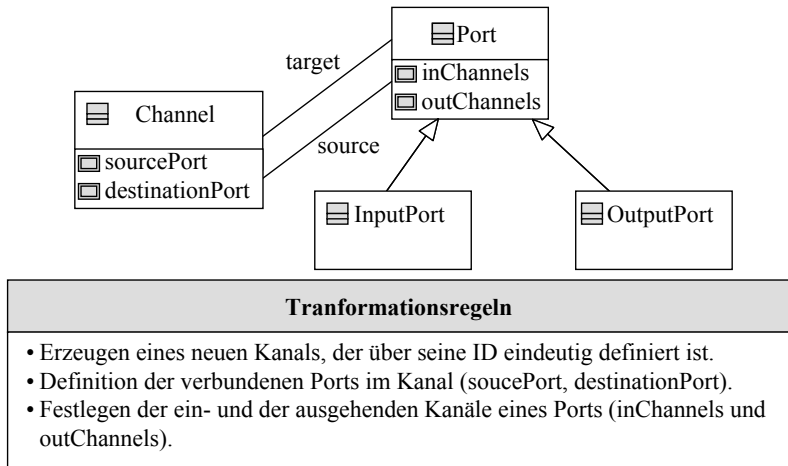 Port
target
inChannels
outChannels
Channel
source
sourcePort
destinationPort
InputPort
OutputPort
Tranformationsregeln
• Erzeugen eines neuen Kanals, der über seine ID eindeutig definiert ist.
• Definition der verbundenen Ports im Kanal (soucePort, destinationPort).
• Festlegen der ein- und der ausgehenden Kanäle eines Ports (inChannels und
outChannels).